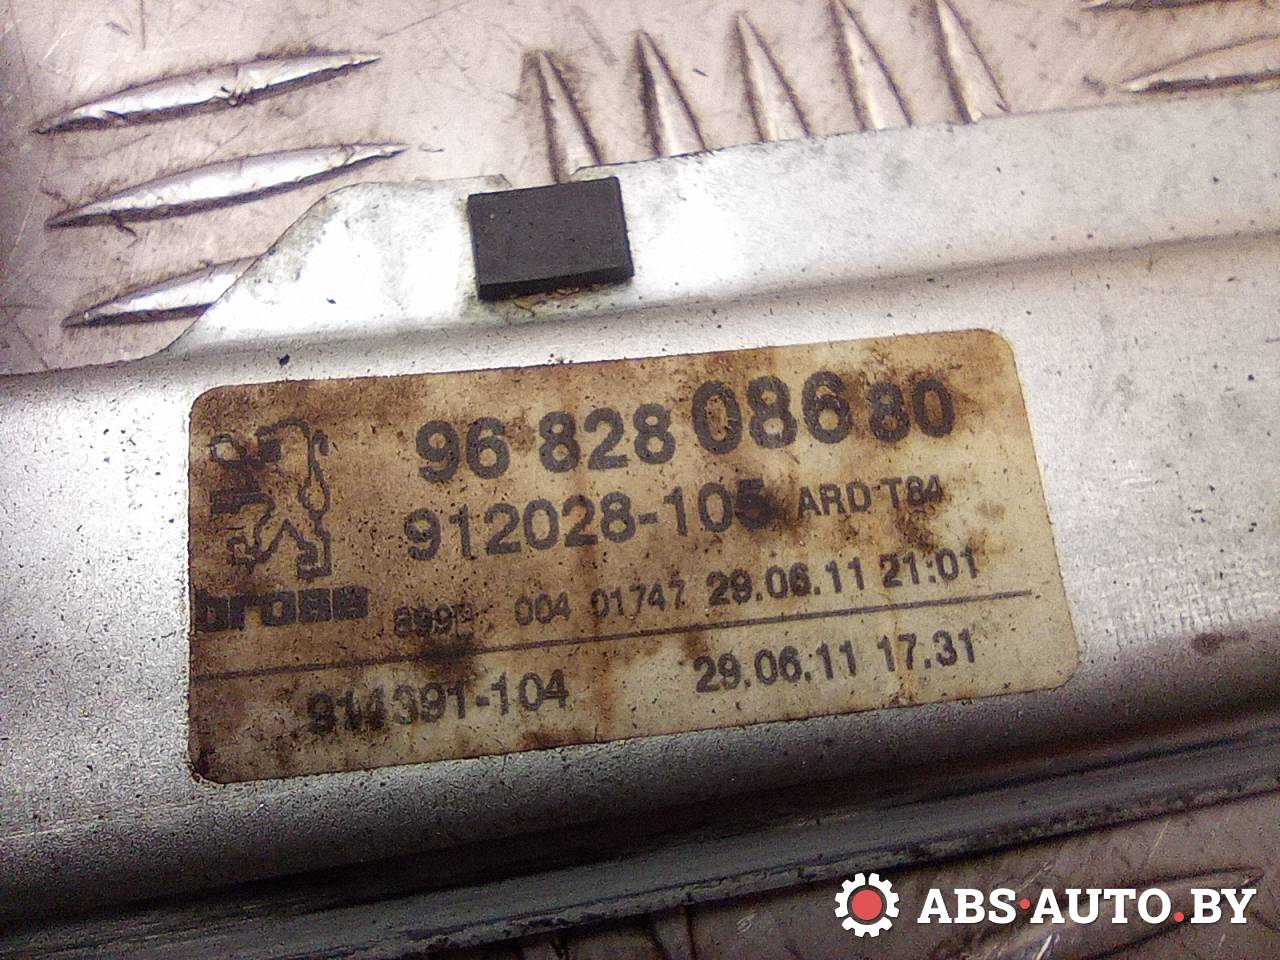 96 828 086 80
912028-105 ARD T84
brose 004 01747 29.06.11 21:01
914391-104 29.06.11 17.31
ABS·AUTO.BY